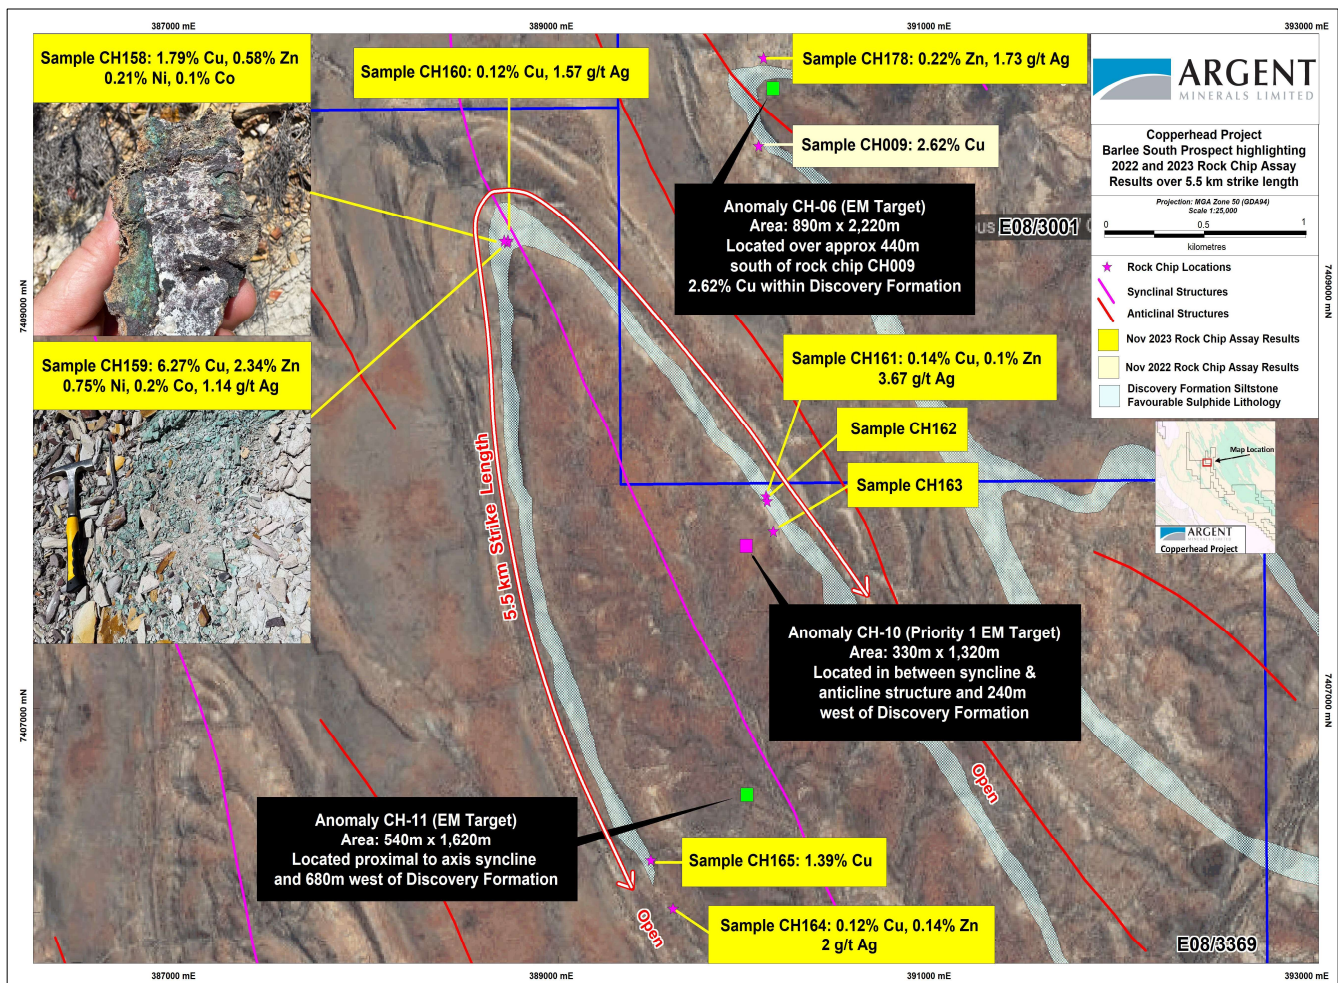 387000 mE
389000 mE
391000 mE
393000 mE
Sample CH158: 1.79% Cu, 0.58% Zn
0.21% Ni, 0.1% Co
Sample CH160: 0.12% Cu, 1.57 g/t Ag
Sample CH178: 0.22% Zn, 1.73 g/t Ag
Sample CH009: 2.62% Cu
ARGENT
MINERALS LIMITED
Copperhead Project
Barlee South Prospect highlighting
2022 and 2023 Rock Chip Assay
Results over 5.5 km strike length
Projection: MGA Zone 50 (GDA94)
Scale 1:25,000
0 0.5 1
kilometres
Rock Chip Locations
Synclinal Structures
Anticlinal Structures
Nov 2023 Rock Chip Assay Results
Nov 2022 Rock Chip Assay Results
Discovery Formation Siltstone
Favourable Sulphide Lithology
Map Location
ARGENT
Copperhead Project
Anomaly CH-06 (EM Target)
Area: 890m x 2,220m
Located over approx 440m
south of rock chip CH009
2.62% Cu within Discovery Formation
E08/3001
7409000 mN
7409000 mN
Sample CH159: 6.27% Cu, 2.34% Zn
0.75% Ni, 0.2% Co, 1.14 g/t Ag
Sample CH161: 0.14% Cu, 0.1% Zn
3.67 g/t Ag
Sample CH162
Sample CH163
5.5 km Strike Length
Anomaly CH-10 (Priority 1 EM Target)
Area: 330m x 1,320m
Located in between syncline &
anticline structure and 240m
west of Discovery Formation
7407000 mN
7407000 mN
Open
Anomaly CH-11 (EM Target)
Area: 540m x 1,620m
Located proximal to axis syncline
and 680m west of Discovery Formation
Sample CH165: 1.39% Cu
Open
Sample CH164: 0.12% Cu, 0.14% Zn
2 g/t Ag
E08/3369
387000 mE
389000 mE
391000 mE
393000 mE